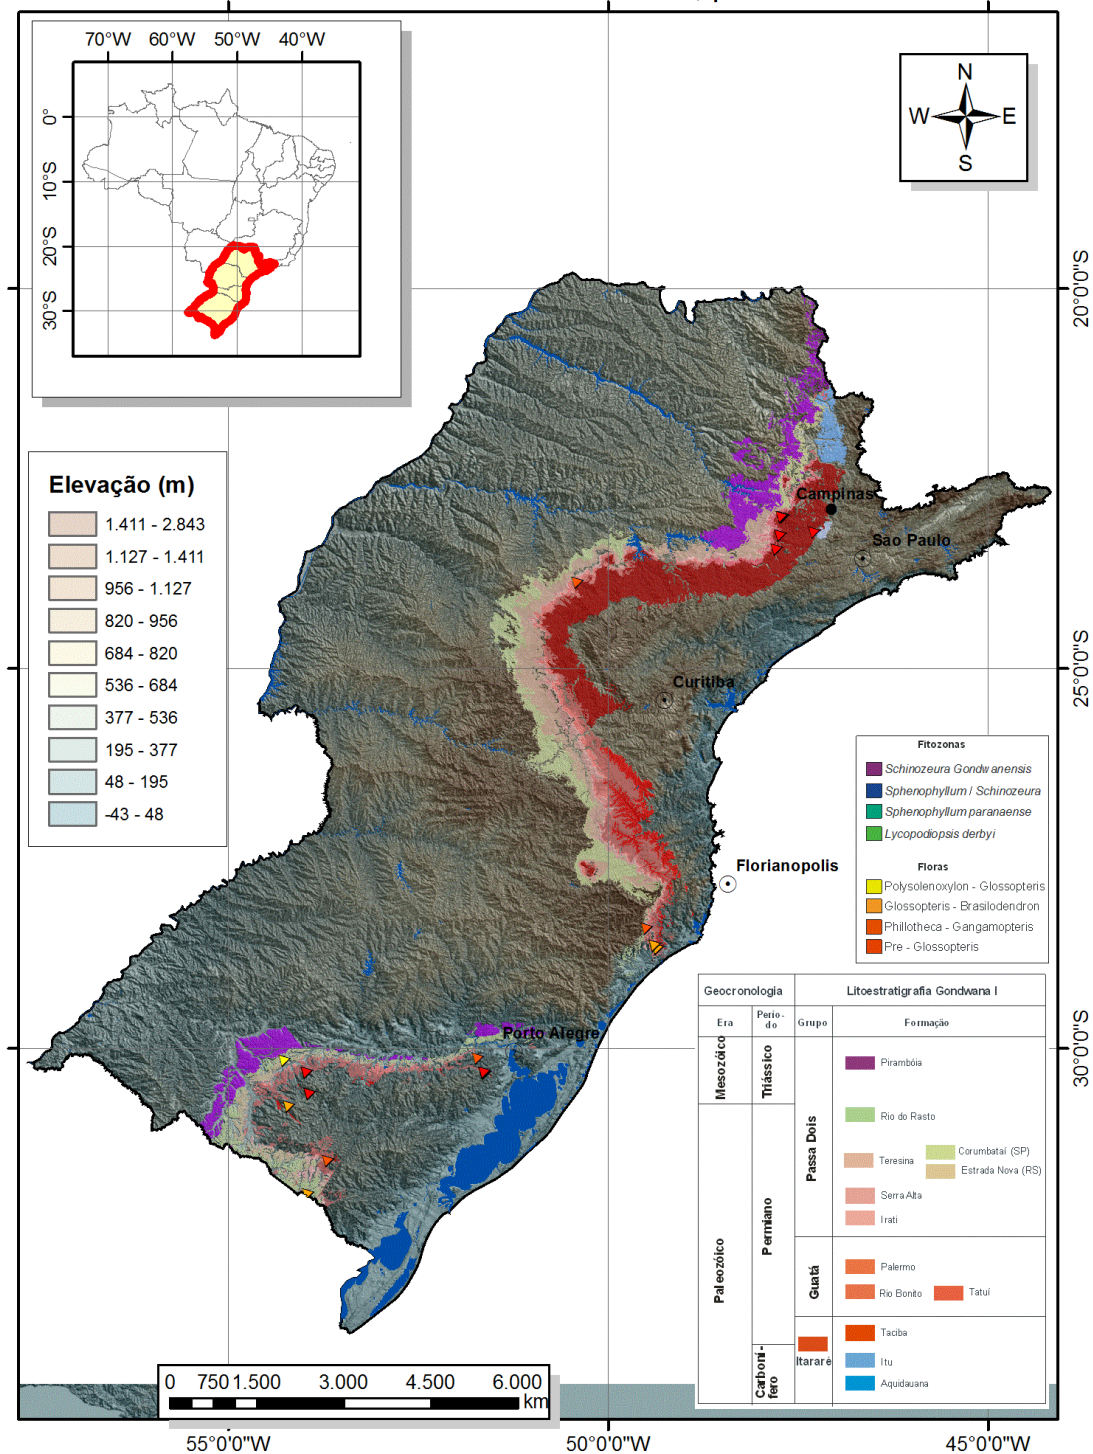 70°W 60°W 50°W 40°W
0°
10°S
20°S
30°S
N
W E
S
20°0'0"S
25°0'0"S
30°0'0"S
Elevação (m)
1.411 - 2.843
1.127 - 1.411
956 - 1.127
820 - 956
684 - 820
536 - 684
377 - 536
195 - 377
48 - 195
-43 - 48
Campinas
Sao Paulo
Curitiba
Florianopolis
Porto Alegre
Fitozonas
Schinozeura Gondwanensis
Sphenophyllum / Schinozeura
Sphenophyllum paranaense
Lycopodiopsis derbyi
Floras
Polysolenoxylon - Glossopteris
Glossopteris - Brasilodendron
Phillotheca - Gangamopteris
Pre - Glossopteris
Geocronologia Litoestratigrafia Gondwana I
Era Perío-do Grupo Formação
Mesozóico Triássico
Paleozóico Permiano
Carboní-fero
Passa Dois
Guatá
Itararé
Pirambóia
Rio do Rasto
Teresina Corumbataí (SP)
Estrada Nova (RS)
Serra Alta
Irati
Palermo
Rio Bonito Tatuí
Taciba
Itu
Aquidauana
0 750 1.500 3.000 4.500 6.000
km
55°0'0"W 50°0'0"W 45°0'0"W